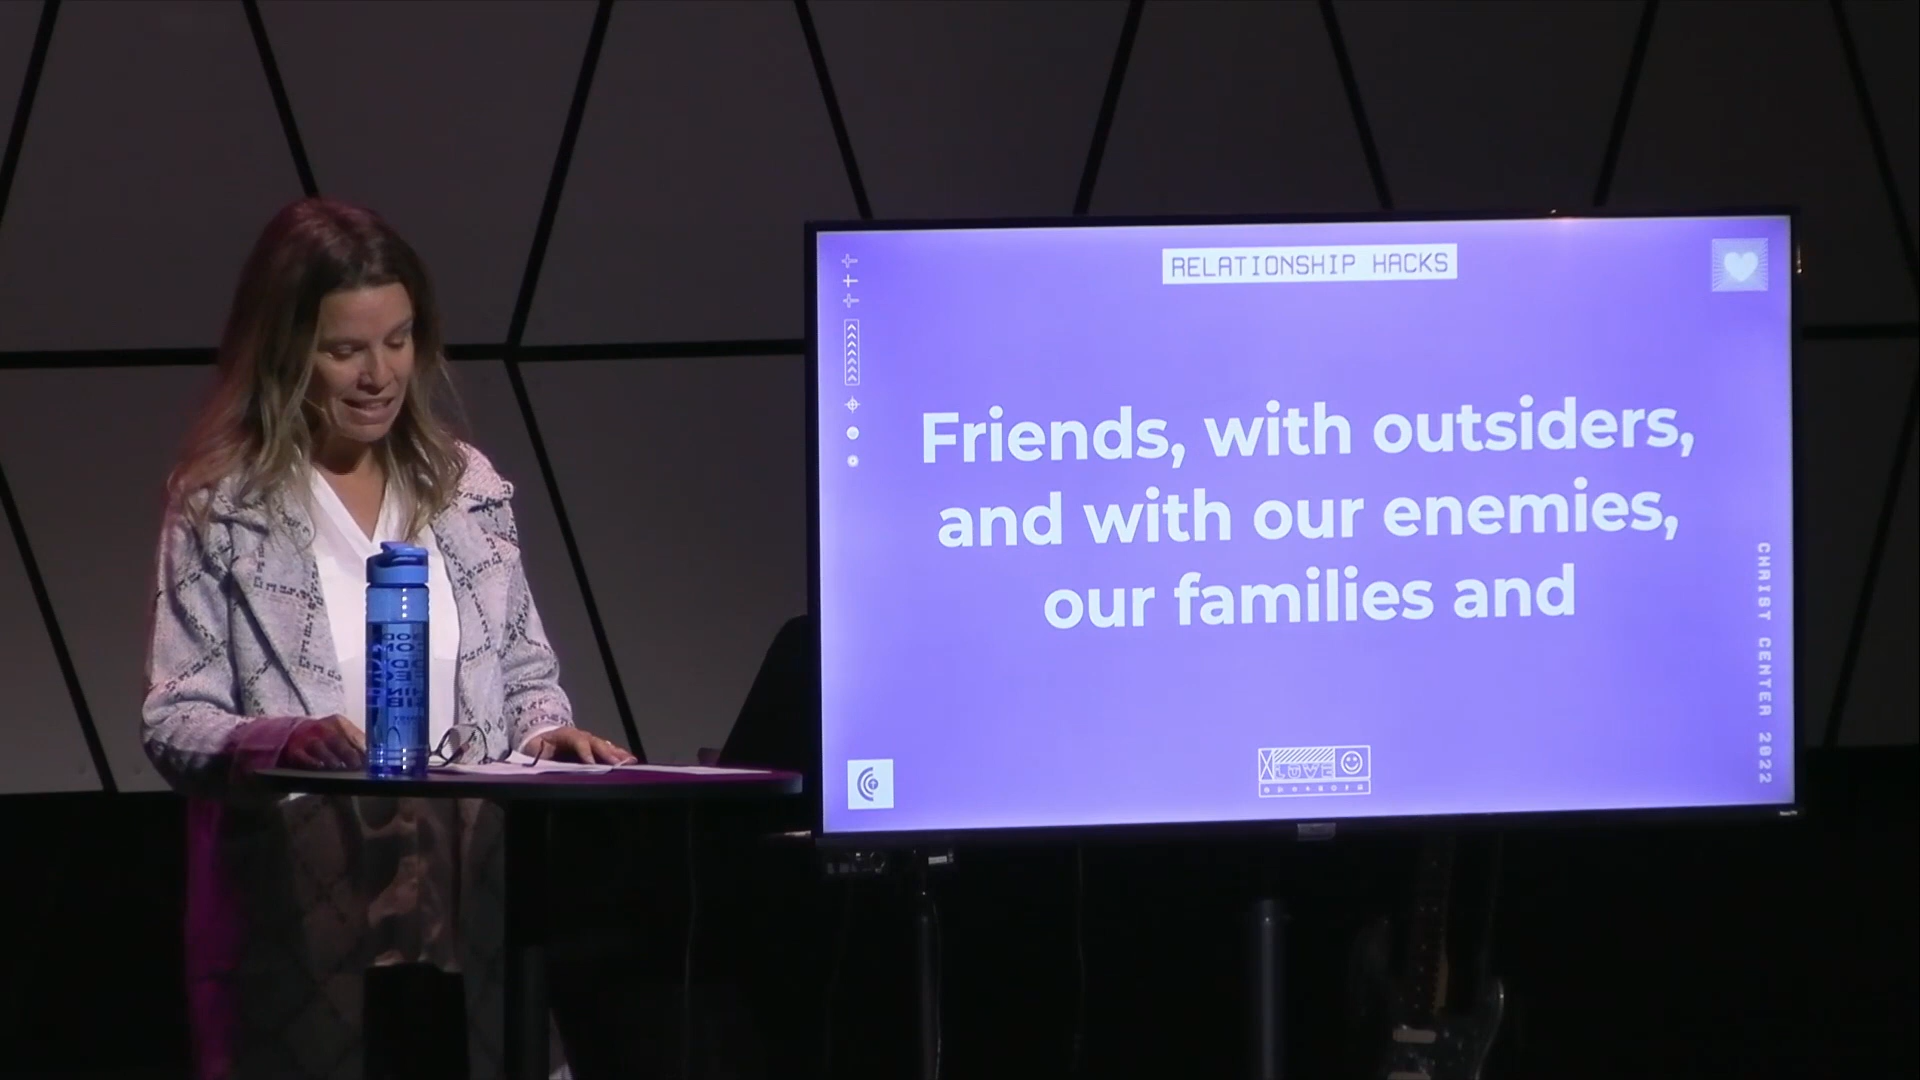 RELATIONSHIP HACKS
Friends, with outsiders,
and with our enemies,
our families and
CHRIST CENTER 2022
LOVE